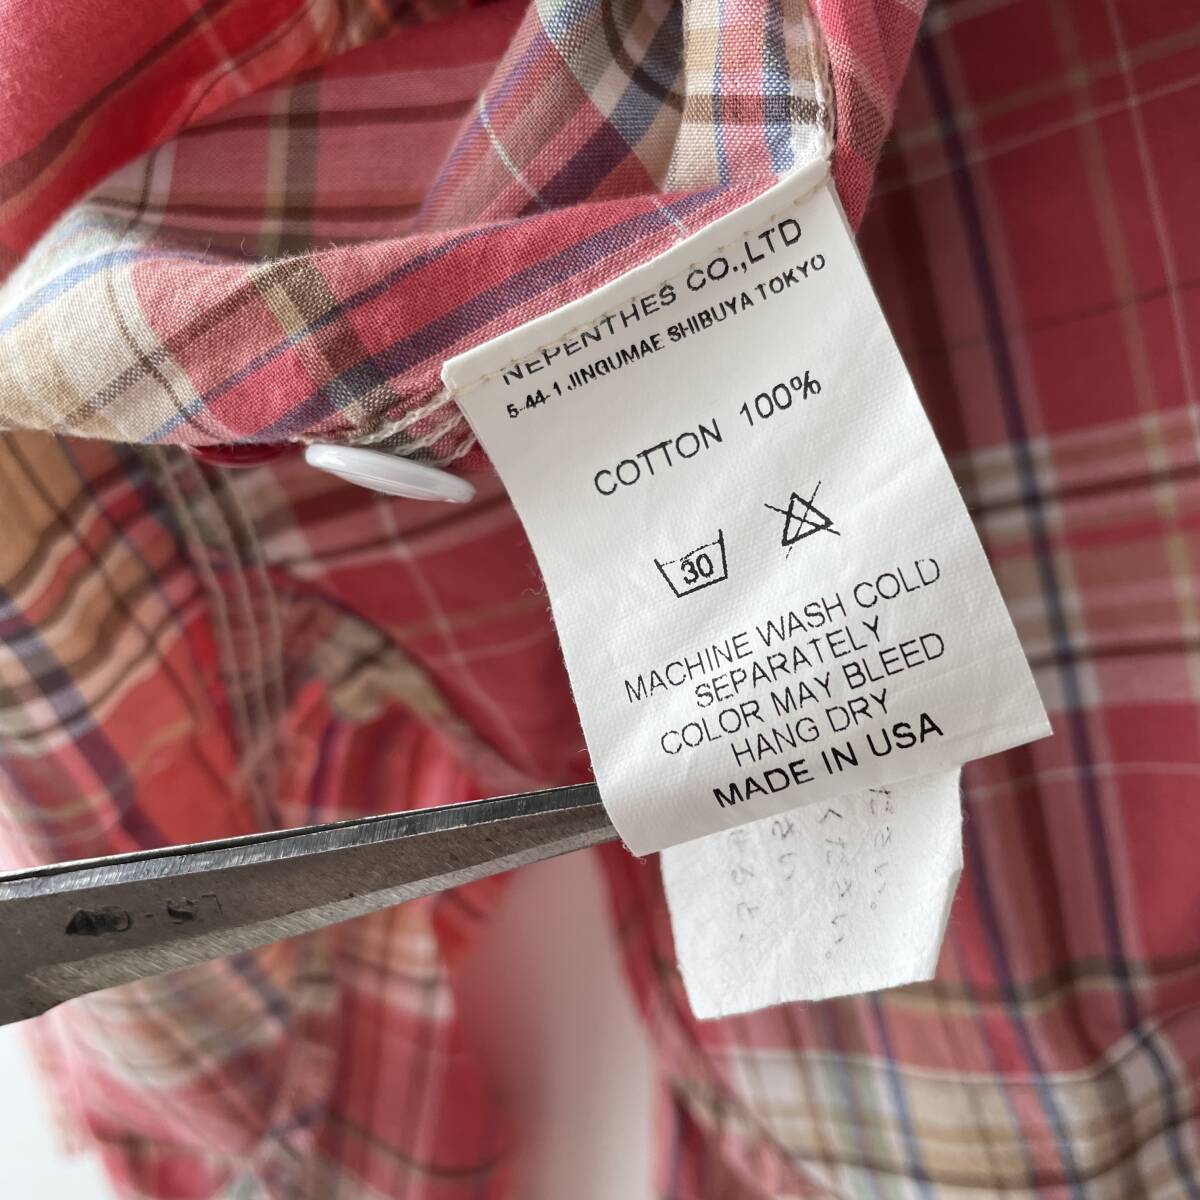 NEPENTHES CO.,LTD
5-44-1 JINGUMAE SHIBUYA TOKYO
COTTON 100%
30
MACHINE WASH COLD
SEPARATELY
COLOR MAY BLEED
HANG DRY
MADE IN USA